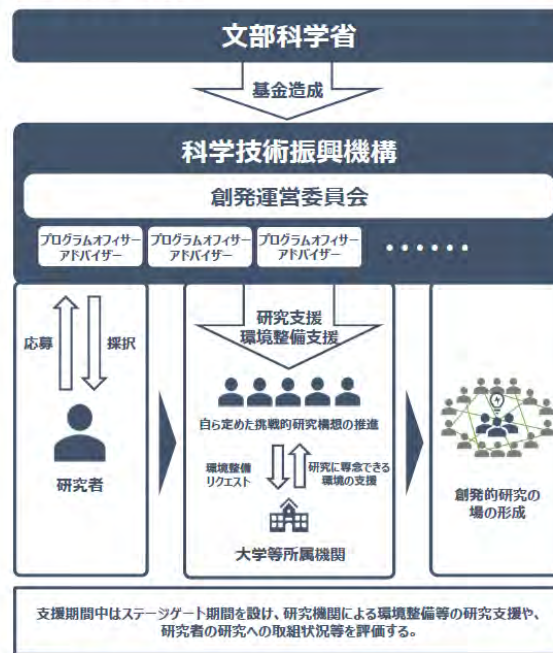 文部科学省
基金造成
科学技術振興機構
創発運営委員会
プログラムオフィサー
アドバイザー
プログラムオフィサー
アドバイザー
プログラムオフィサー
アドバイザー
・・・・・・
応募
採択
研究者
研究支援
環境整備支援
自ら定めた挑戦的研究構想の推進
環境整備
リクエスト
研究に専念できる
環境の支援
大学等所属機関
創発的研究の
場の形成
支援期間中はステージゲート期間を設け、研究機関による環境整備等の研究支援や、
研究者の研究への取組状況等を評価する。